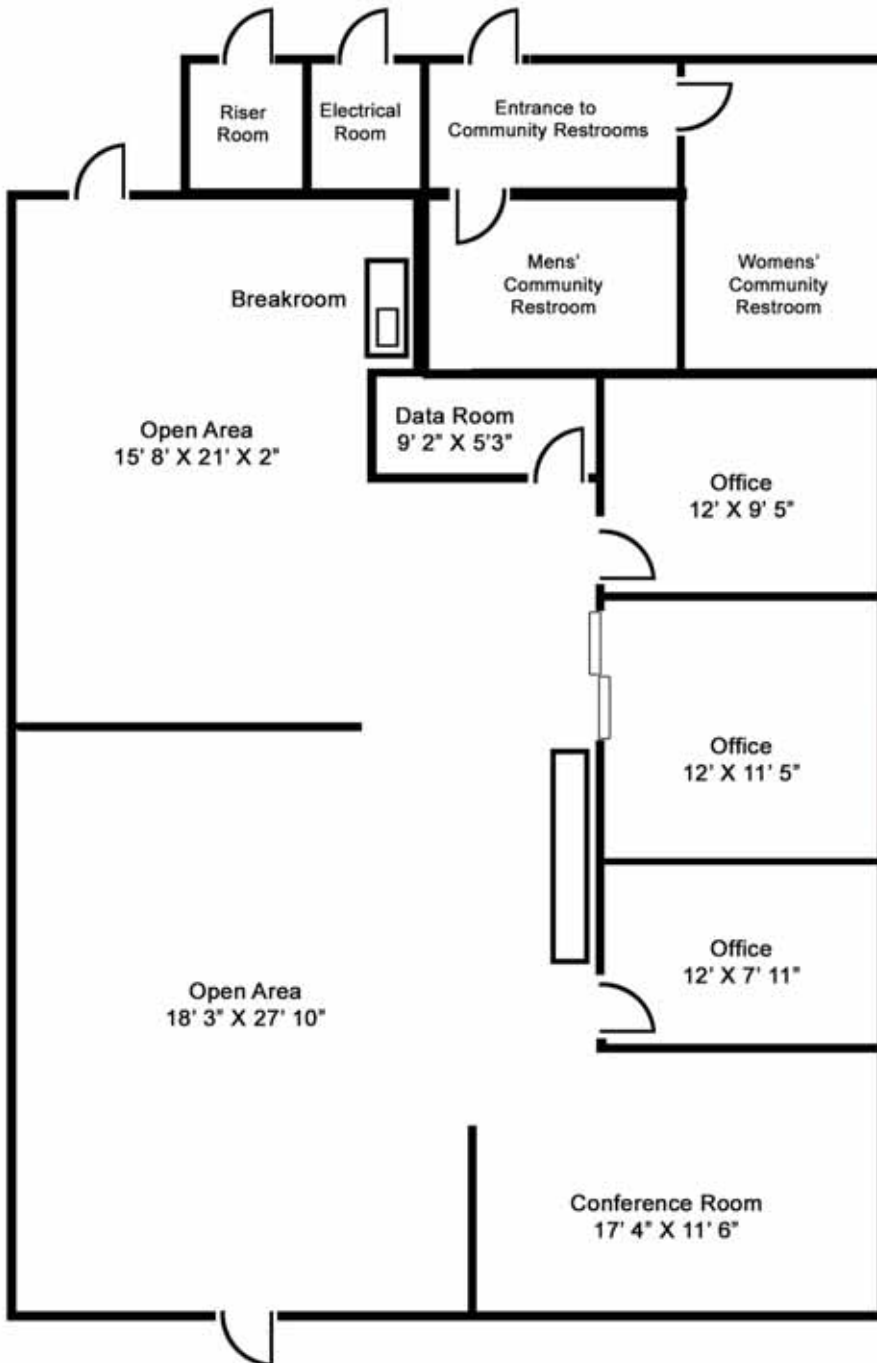 Riser
Room
Electrical
Room
Entrance to
Community Restrooms
Mens'
Community
Restroom
Womens'
Community
Restroom
Breakroom
Open Area
15' 8' X 21' X 2"
Data Room
9' 2" X 5'3"
Office
12' X 9' 5"
Office
12' X 11' 5"
Office
12' X 7' 11"
Open Area
18' 3" X 27' 10"
Conference Room
17' 4" X 11' 6"